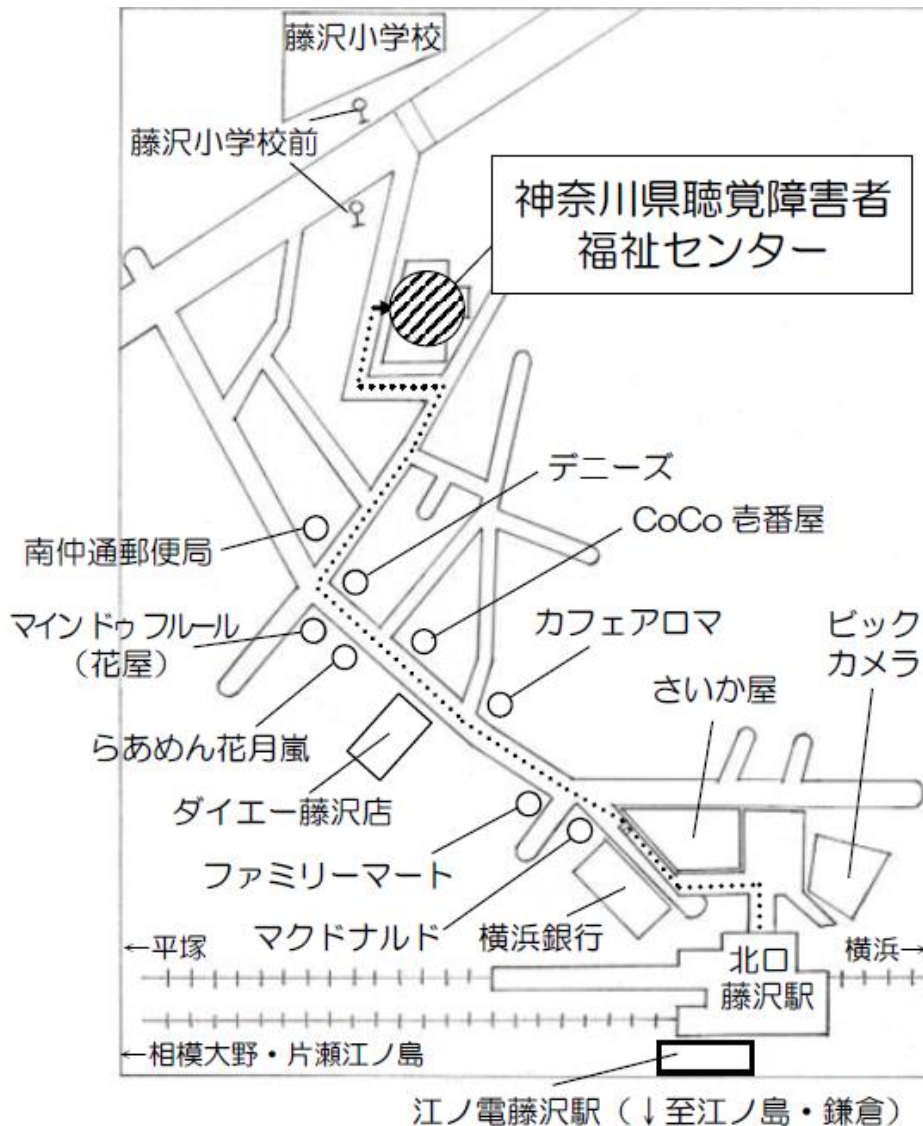 藤沢小学校
藤沢小学校前
神奈川県聴覚障害者
福祉センター
デニーズ
南仲通郵便局
CoCo 壱番屋
マインドゥフルール
(花屋)
カフェアロマ
ビック
カメラ
さいか屋
らあめん花月嵐
ダイエー藤沢店
ファミリーマート
マクドナルド
横浜銀行
←平塚
北口
藤沢駅
横浜→
←相模大野・片瀬江ノ島
江ノ電藤沢駅(↓至江ノ島・鎌倉)